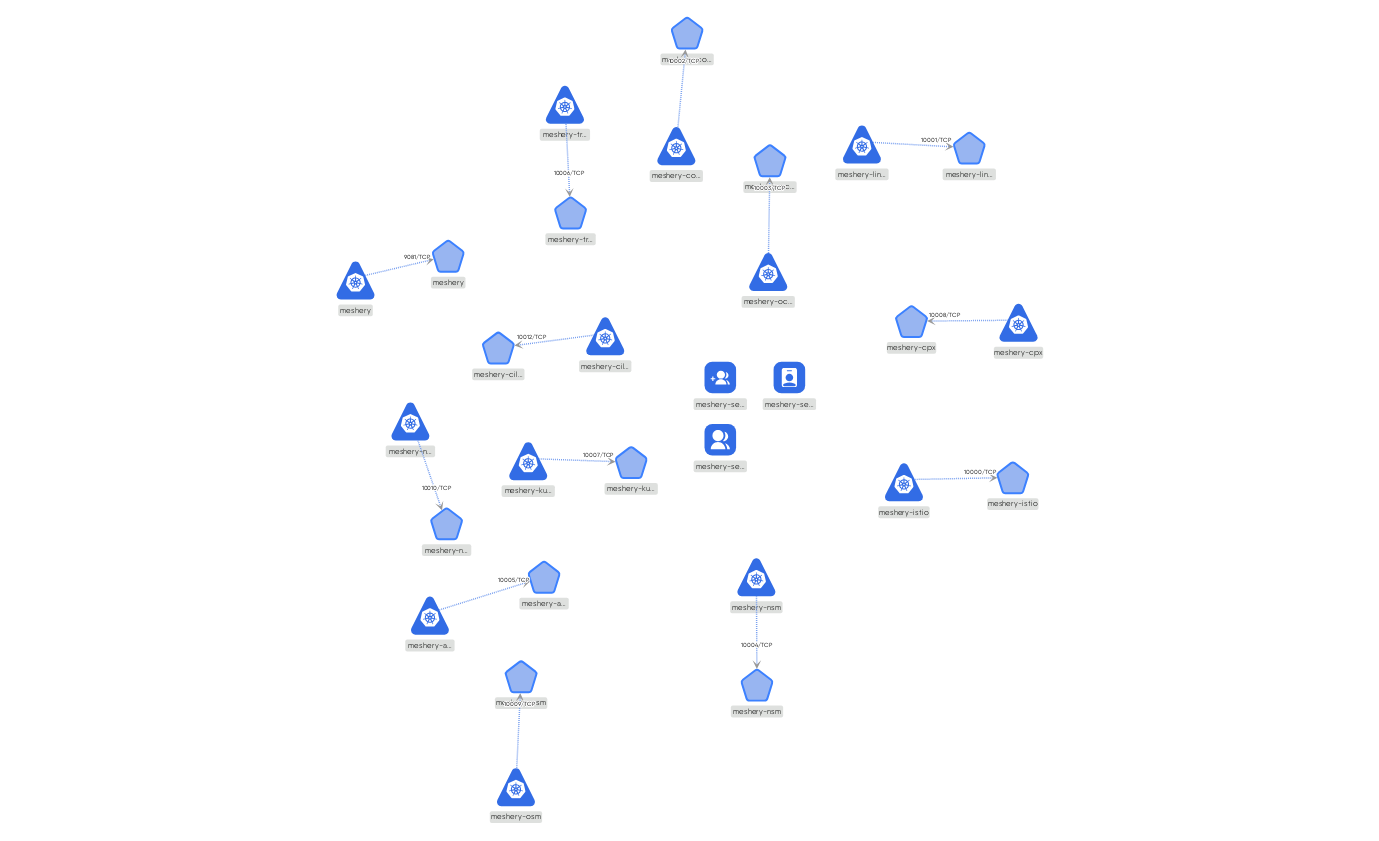 10002/TCP
meshery-tr...
meshery-co...
10001/TCP
meshery-lin...
meshery-lin...
10006/TCP
10003/TCP
meshery-tr...
9081/TCP
meshery
meshery
meshery-oc...
10008/TCP
meshery-cpx
meshery-cpx
10012/TCP
meshery-cil...
meshery-cil...
meshery-se...
meshery-se...
meshery-n...
10007/TCP
meshery-ku...
meshery-ku...
meshery-se...
10000/TCP
meshery-istio
meshery-istio
10010/TCP
meshery-n...
10005/TCP
meshery-a...
meshery-a...
meshery-nsm
10004/TCP
meshery-nsm
10009/TCP
meshery-osm